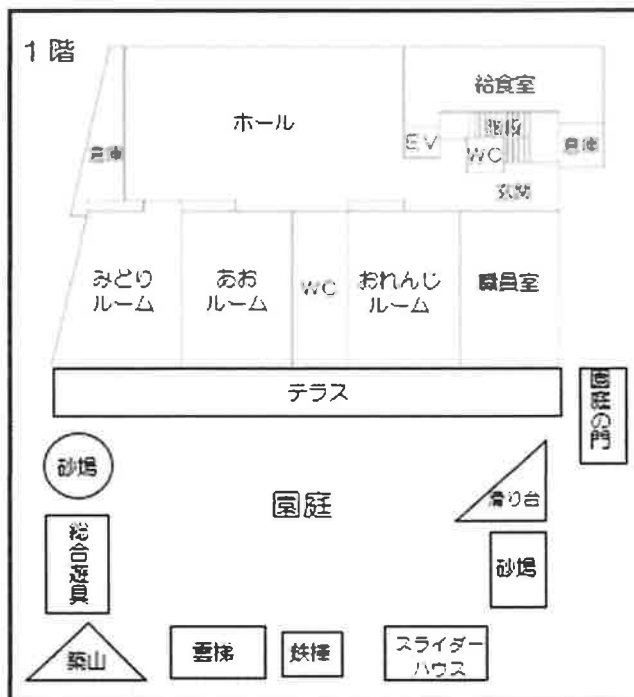 1階
給食室
ホール
階段
EV
WC
倉庫
倉庫
玄関
みどり
ルーム
あお
ルーム
WC
おれんじ
ルーム
職員室
テラス
園庭の門
砂場
園庭
滑り台
総合遊具
砂場
築山
雲梯
鉄棒
スライダー
ハウス